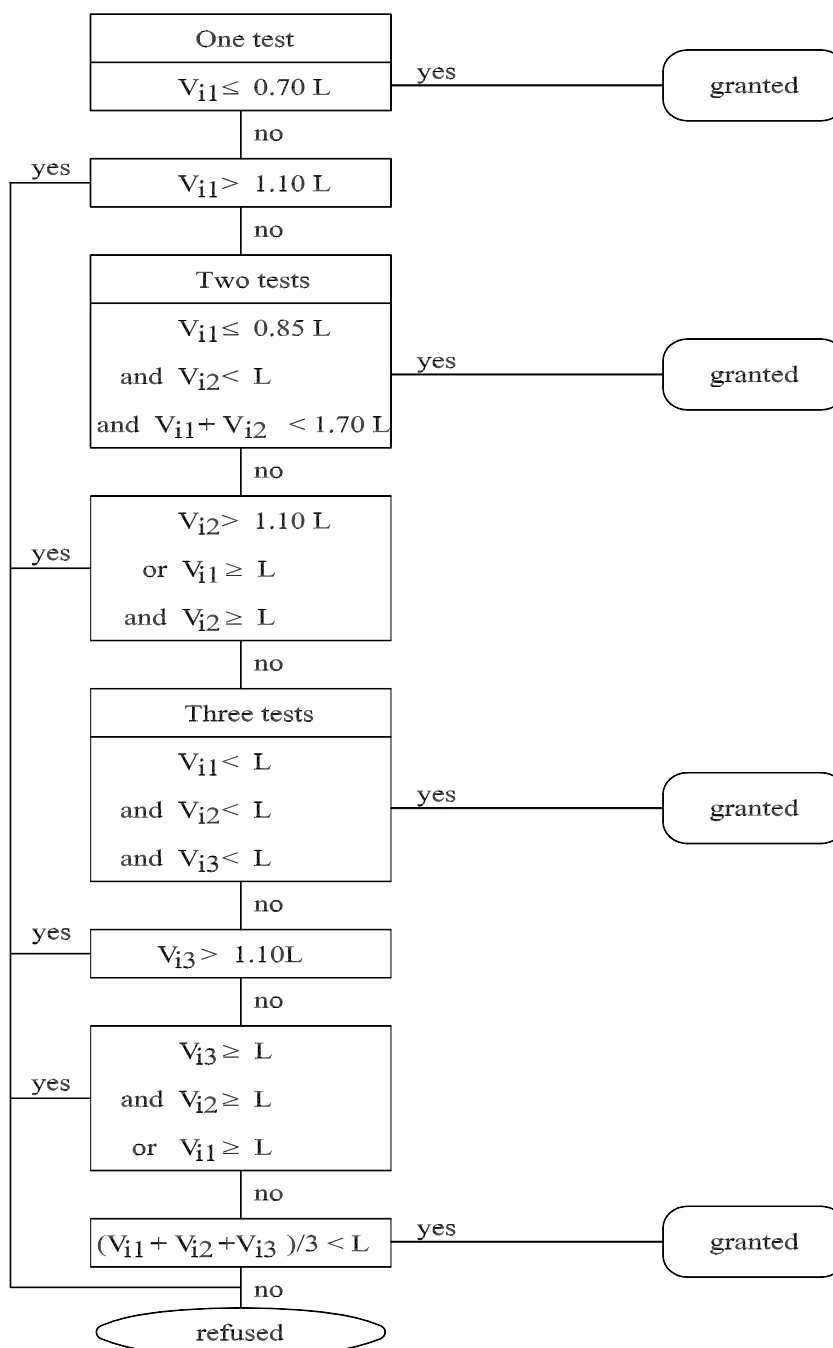 One test
Vi1 ≤ 0.70 L
yes
granted
no
yes
Vi1 > 1.10 L
no
Two tests
Vi1 ≤ 0.85 L
and Vi2 < L
and Vi1 + Vi2 < 1.70 L
yes
granted
no
yes
Vi2 > 1.10 L
or Vi1 ≥ L
and Vi2 ≥ L
no
Three tests
Vi1 < L
and Vi2 < L
and Vi3 < L
yes
granted
no
yes
Vi3 > 1.10L
no
yes
Vi3 ≥ L
and Vi2 ≥ L
or Vi1 ≥ L
no
(Vi1 + Vi2 +Vi3 )/3 < L
yes
granted
no
refused